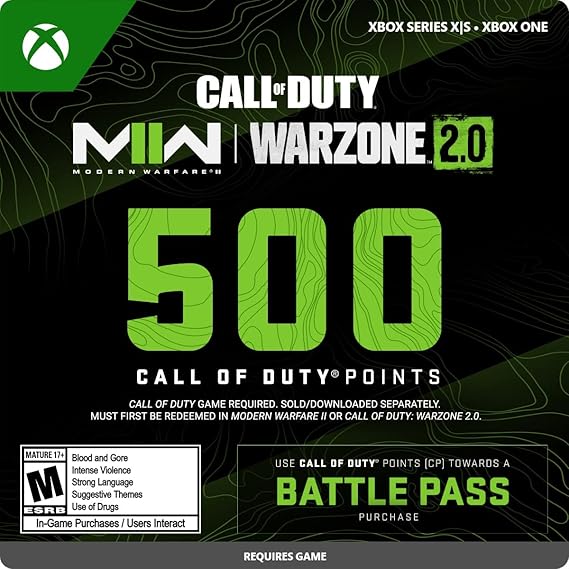 XBOX SERIES X|S • XBOX ONE
CALL OF DUTY
MIIW | WARZONE™ 2.0
MODERN WARFARE® II
500
CALL OF DUTY® POINTS
CALL OF DUTY GAME REQUIRED. SOLD/DOWNLOADED SEPARATELY.
MUST FIRST BE REDEEMED IN MODERN WARFARE II OR CALL OF DUTY: WARZONE 2.0.
MATURE 17+
M
ESRB
Blood and Gore
Intense Violence
Strong Language
Suggestive Themes
Use of Drugs
In-Game Purchases / Users Interact
USE CALL OF DUTY® POINTS (CP) TOWARDS A
BATTLE PASS
PURCHASE
REQUIRES GAME